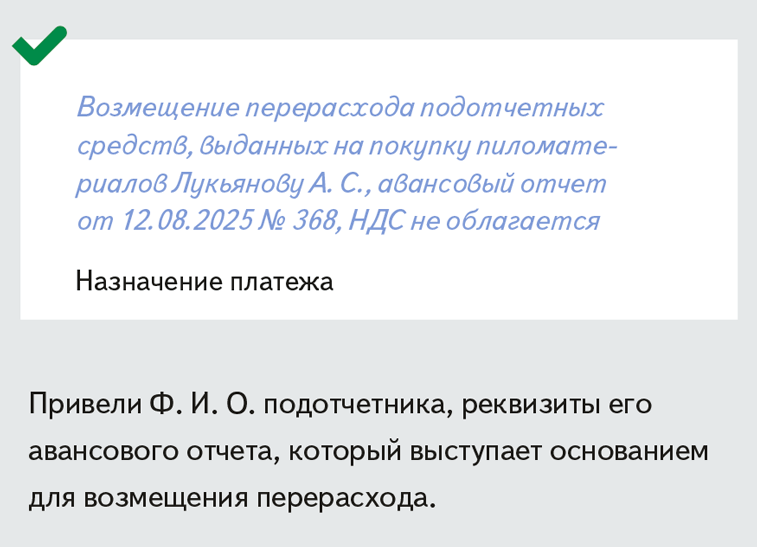 Возмещение перерасхода подотчетных
средств, выданных на покупку пиломате-
риалов Лукьянову А. С., авансовый отчет
от 12.08.2025 № 368, НДС не облагается
Назначение платежа
Привели Ф. И. О. подотчетника, реквизиты его
авансового отчета, который выступает основанием
для возмещения перерасхода.